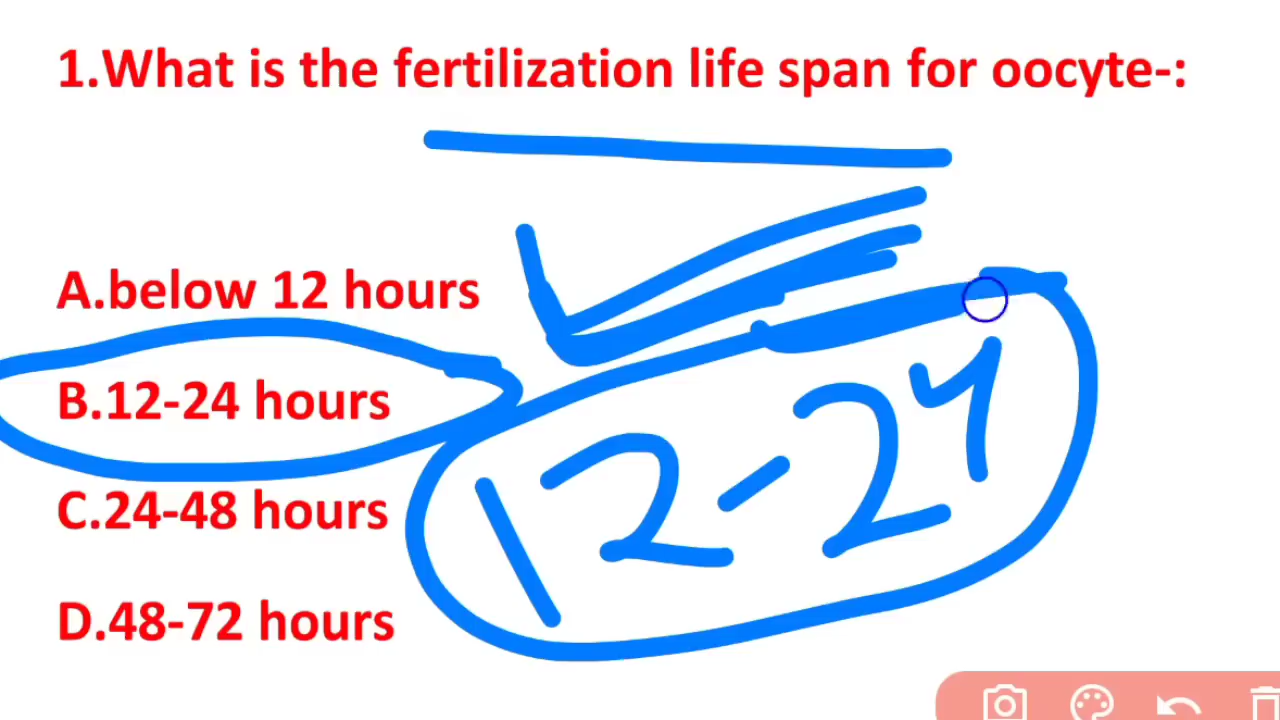 1.What is the fertilization life span for oocyte-:
A.below 12 hours
B.12-24 hours
C.24-48 hours
12-24
D.48-72 hours